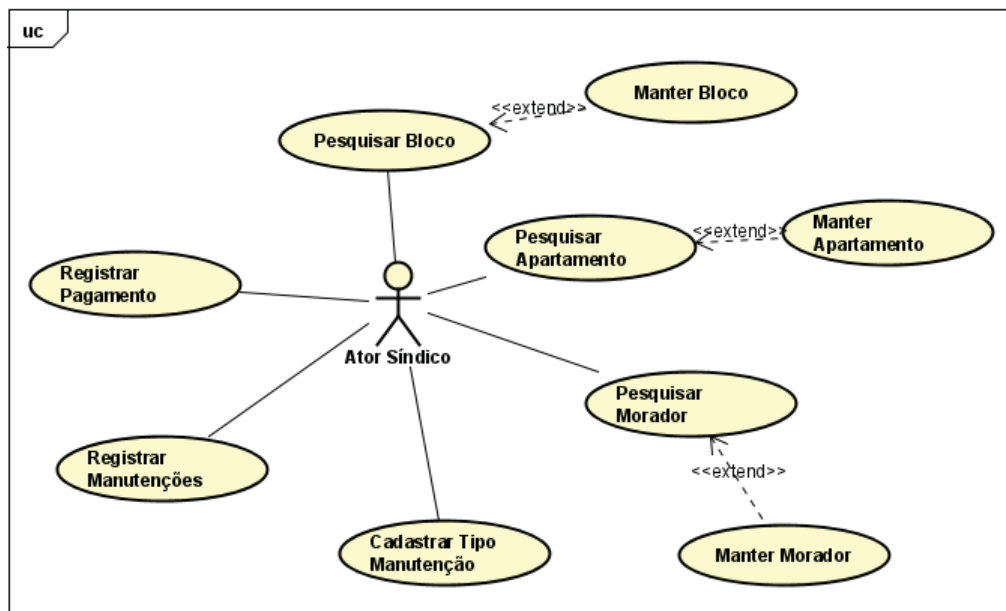 uc
Manter Bloco
<<extend>>
Pesquisar Bloco
Manter
Apartamento
<<extend>>
Pesquisar
Apartamento
Registrar
Pagamento
Ator Síndico
Pesquisar
Morador
<<extend>>
Registrar
Manutenções
Cadastrar Tipo
Manutenção
Manter Morador